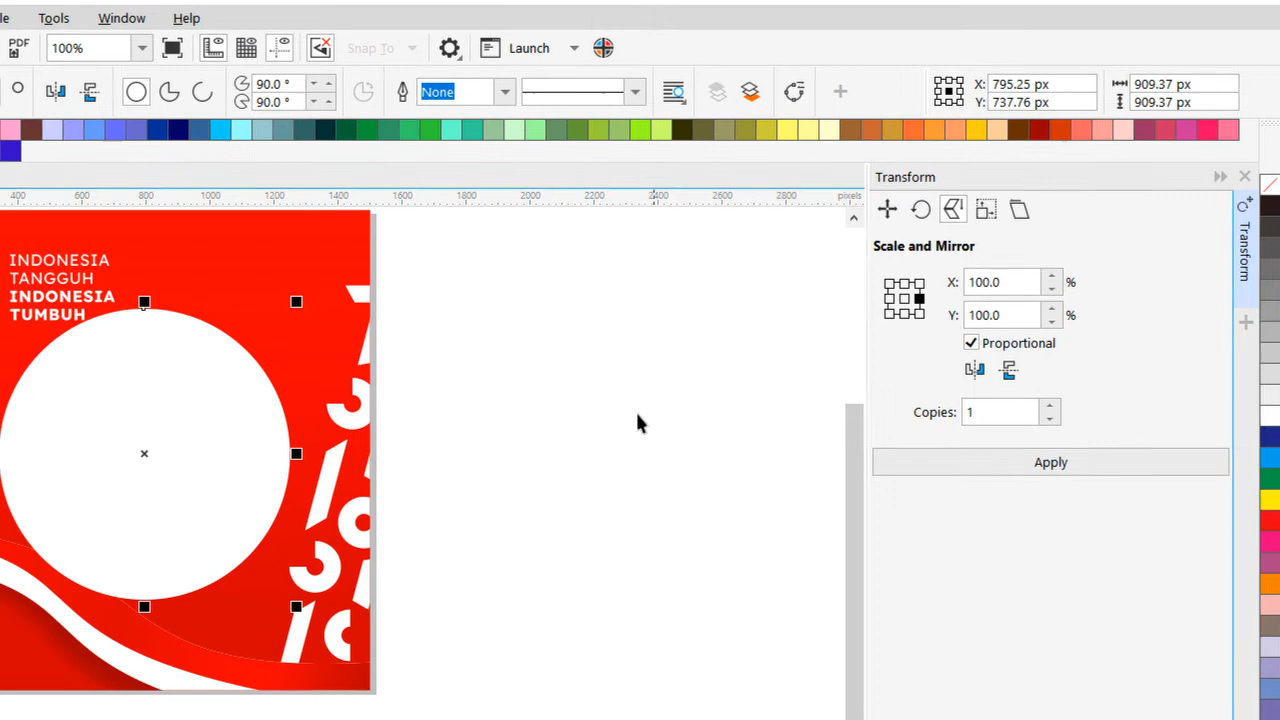 le Tools Window Help
PDF 100% Snap To Launch
90.0 ° None X: 795.25 px 909.37 px
90.0 ° Y: 737.76 px 909.37 px
Transform
400 600 800 1000 1200 1400 1600 1800 2000 2200 2400 2600 2800 pixels
Transform
Scale and Mirror
X: 100.0 %
Y: 100.0 %
Proportional
Copies: 1
Apply
INDONESIA
TANGGUH
INDONESIA
TUMBUH